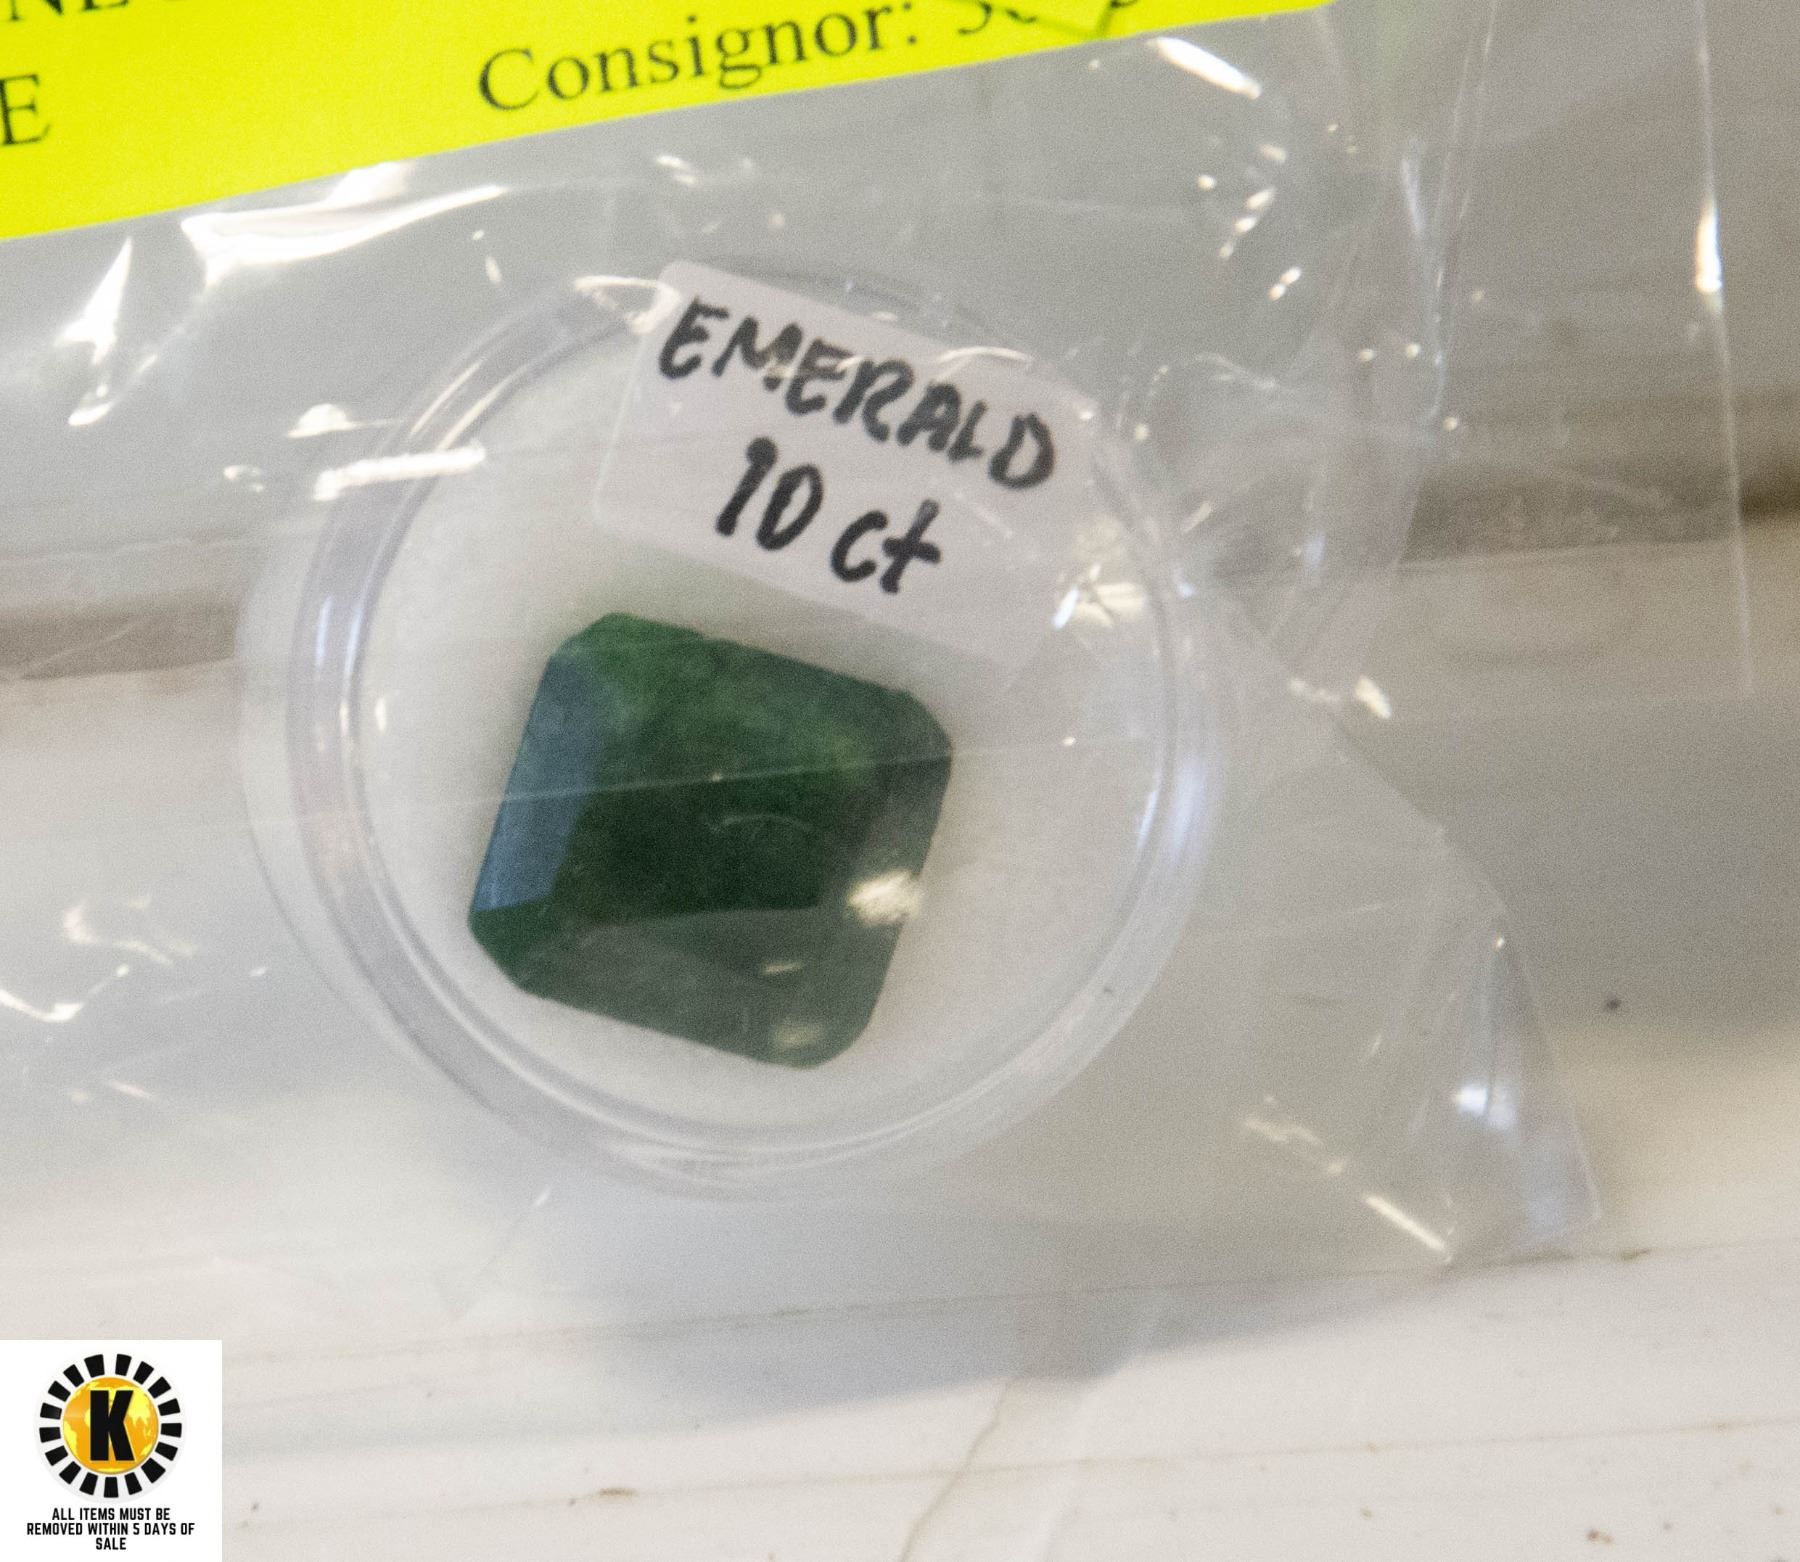 Consignor:
E
EMERALD
10 ct
K
ALL ITEMS MUST BE
REMOVED WITHIN 5 DAYS OF
SALE